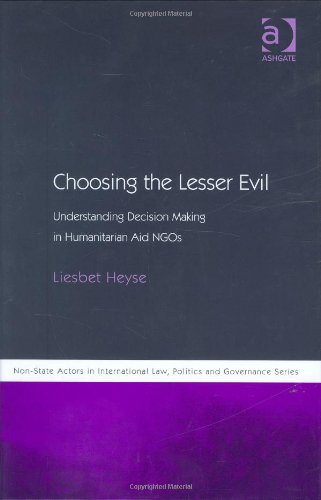 a
ASHGATE
Choosing the Lesser Evil
Understanding Decision Making
in Humanitarian Aid NGOs
Liesbet Heyse
Non-State Actors in International Law, Politics and Governance Series